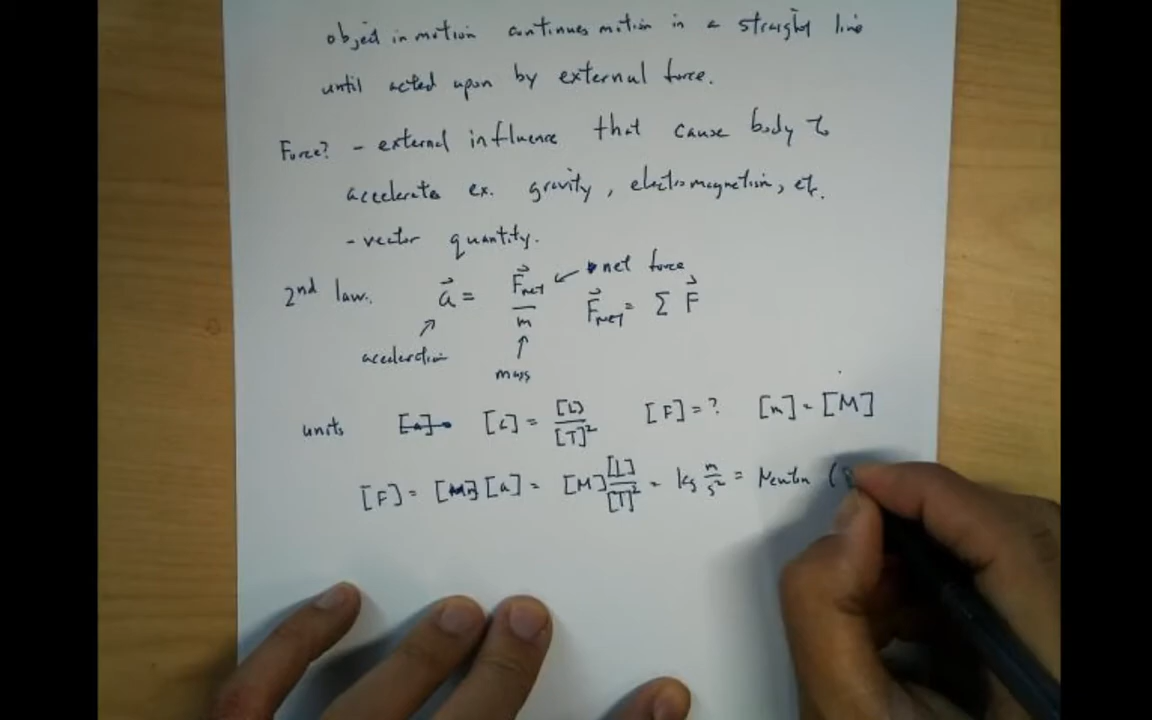 object in motion continues motion in a straight line
until acted upon by external force.
Force? - external influence that cause body to
accelerates ex. gravity, electromagnetism, etc.
- vector quantity.
2nd law. a⃗ = F⃗NET / m ← net force F⃗NET = Σ F⃗
acceleration
mass
units [a] [a] = [L]/[T]² [F] = ? [m] = [M]
[F] = [m][a] = [M] [L]/[T]² = kg m/s² = Newton (